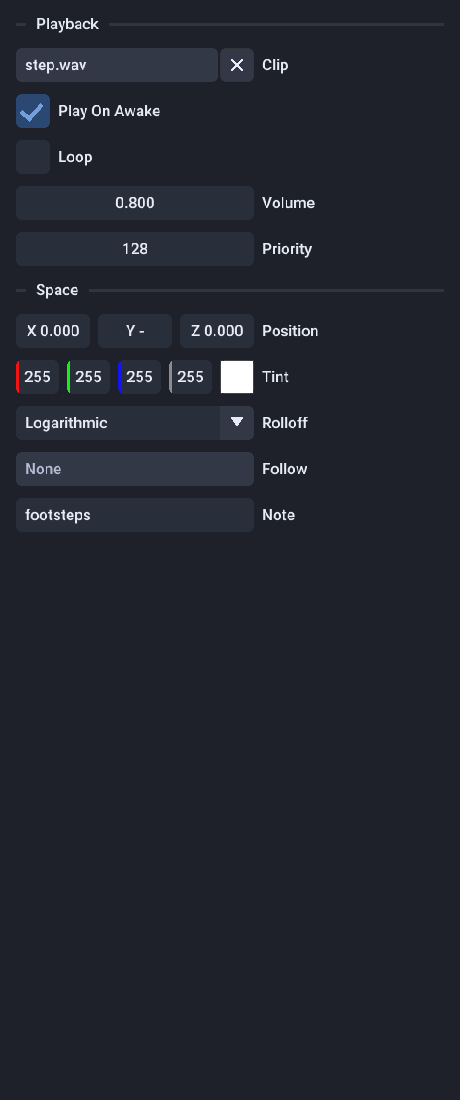 Playback
step.wav Clip
Play On Awake
Loop
0.800 Volume
128 Priority
Space
X 0.000 Y - Z 0.000 Position
255 255 255 255 Tint
Logarithmic Rolloff
None Follow
footsteps Note